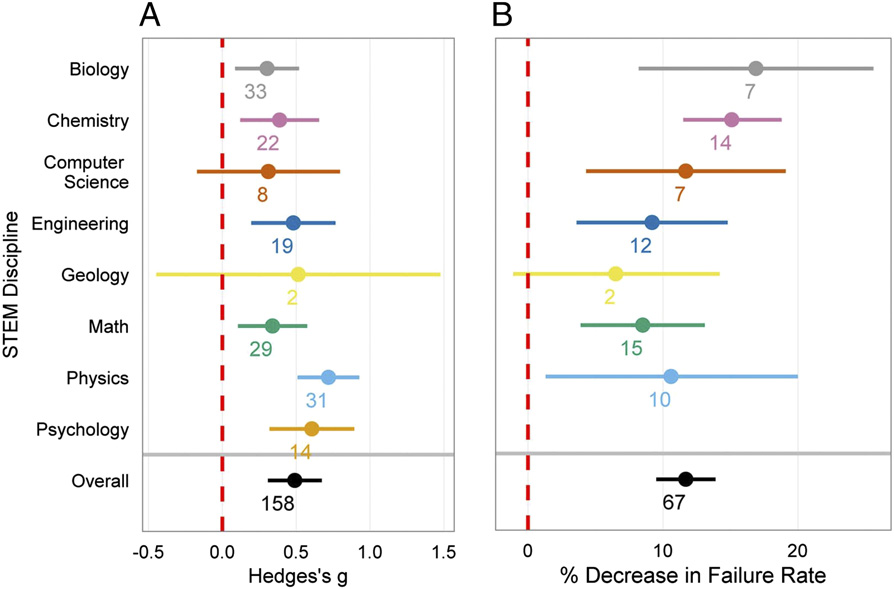 A
B
STEM Discipline
Biology
33
7
Chemistry
22
14
Computer
Science
8
7
Engineering
19
12
Geology
2
2
Math
29
15
Physics
31
10
Psychology
14
Overall
158
67
-0.5 0.0 0.5 1.0 1.5
0 10 20
Hedges's g
% Decrease in Failure Rate